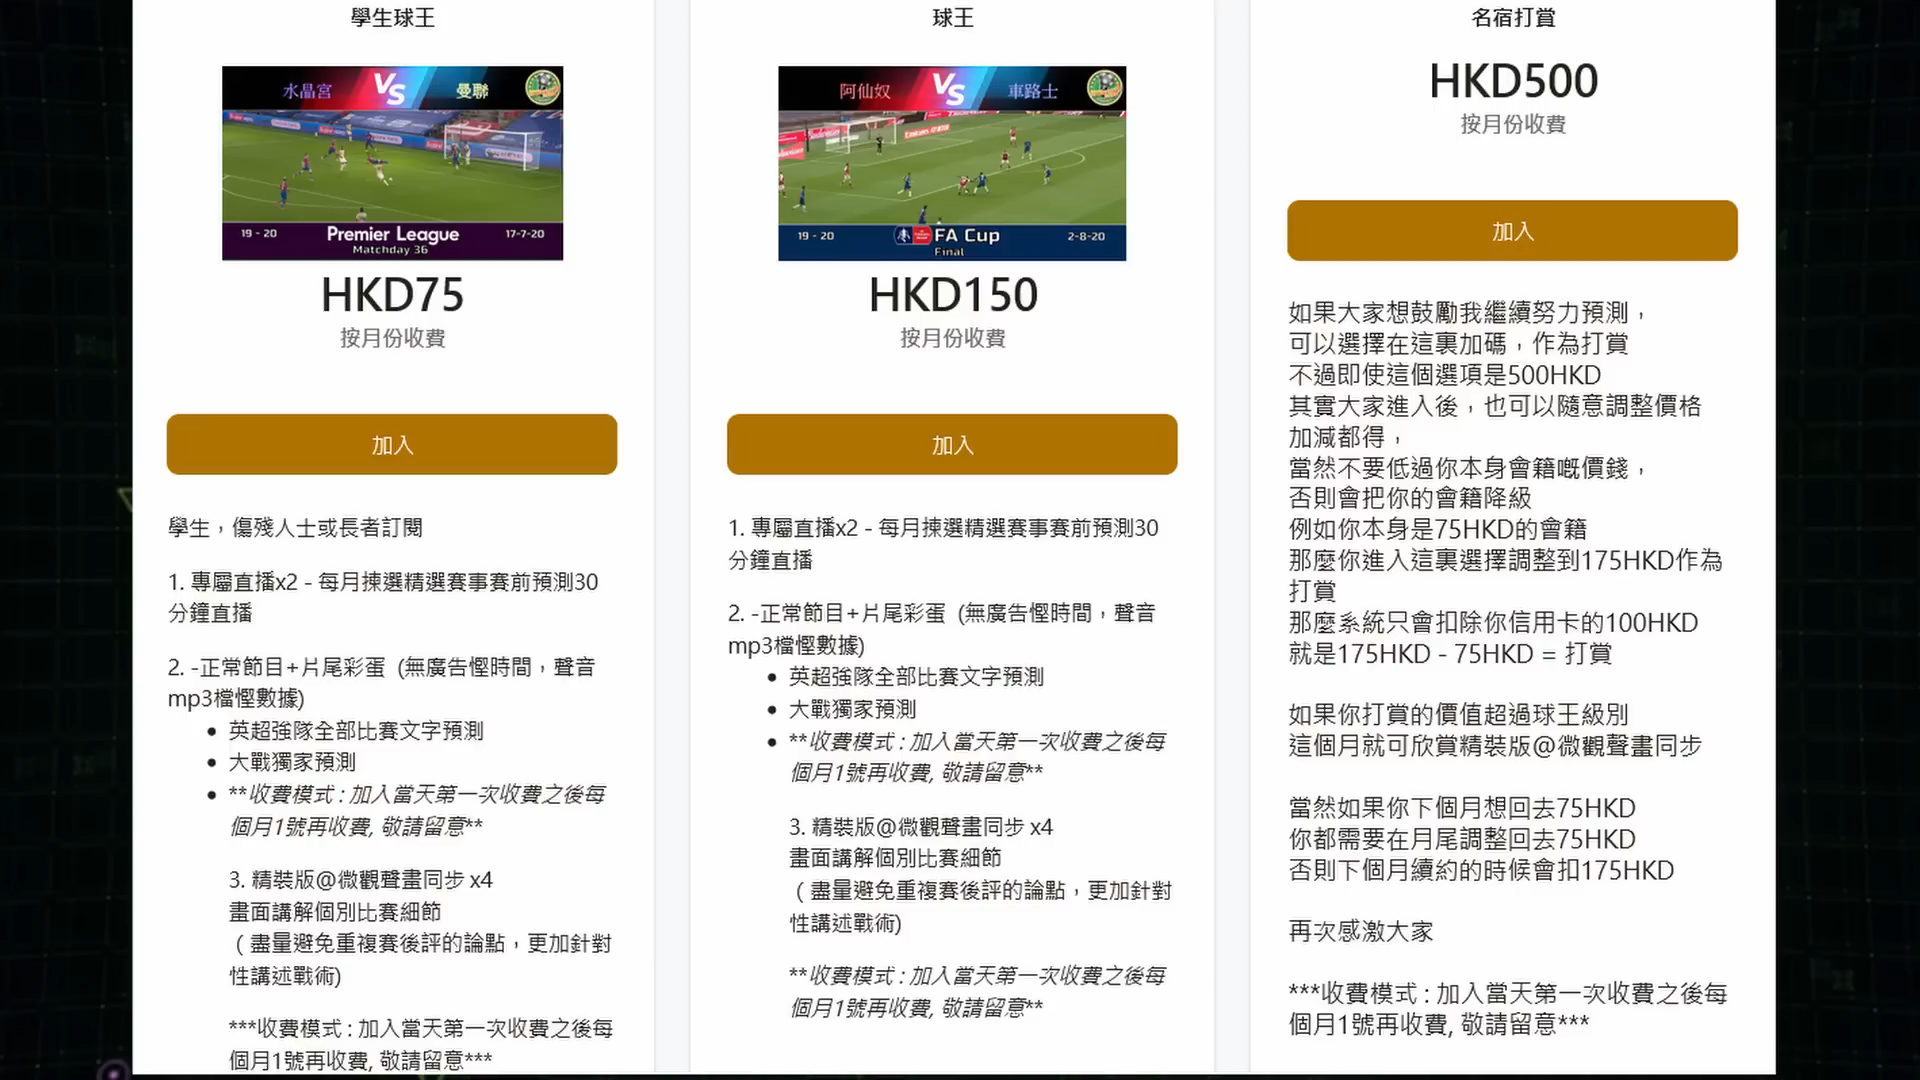 學生球王
水晶宮 VS 曼聯
19 - 20 Premier League 17-7-20
Matchday 36
HKD75
按月份收費
加入
學生，傷殘人士或長者訂閱
1. 專屬直播x2 - 每月揀選精選賽事賽前預測30
分鐘直播
2. -正常節目+片尾彩蛋 (無廣告慳時間，聲音
mp3檔慳數據)
• 英超強隊全部比賽文字預測
• 大戰獨家預測
• **收費模式 : 加入當天第一次收費之後每
個月1號再收費, 敬請留意**
3. 精裝版@微觀聲畫同步 x4
畫面講解個別比賽細節
（ 盡量避免重複賽後評的論點，更加針對
性講述戰術)
***收費模式 : 加入當天第一次收費之後每
個月1號再收費, 敬請留意***
球王
阿仙奴 VS 車路士
19 - 20 FA Cup 2-8-20
Final
HKD150
按月份收費
加入
1. 專屬直播x2 - 每月揀選精選賽事賽前預測30
分鐘直播
2. -正常節目+片尾彩蛋 (無廣告慳時間，聲音
mp3檔慳數據)
• 英超強隊全部比賽文字預測
• 大戰獨家預測
• **收費模式 : 加入當天第一次收費之後每
個月1號再收費, 敬請留意**
3. 精裝版@微觀聲畫同步 x4
畫面講解個別比賽細節
（ 盡量避免重複賽後評的論點，更加針對
性講述戰術)
**收費模式 : 加入當天第一次收費之後每
個月1號再收費, 敬請留意**
名宿打賞
HKD500
按月份收費
加入
如果大家想鼓勵我繼續努力預測，
可以選擇在這裏加碼，作為打賞
不過即使這個選項是500HKD
其實大家進入後，也可以隨意調整價格
加減都得，
當然不要低過你本身會籍嘅價錢，
否則會把你的會籍降級
例如你本身是75HKD的會籍
那麼你進入這裏選擇調整到175HKD作為
打賞
那麼系統只會扣除你信用卡的100HKD
就是175HKD - 75HKD = 打賞
如果你打賞的價值超過球王級別
這個月就可欣賞精裝版@微觀聲畫同步
當然如果你下個月想回去75HKD
你都需要在月尾調整回去75HKD
否則下個月續約的時候會扣175HKD
再次感激大家
***收費模式 : 加入當天第一次收費之後每
個月1號再收費, 敬請留意***